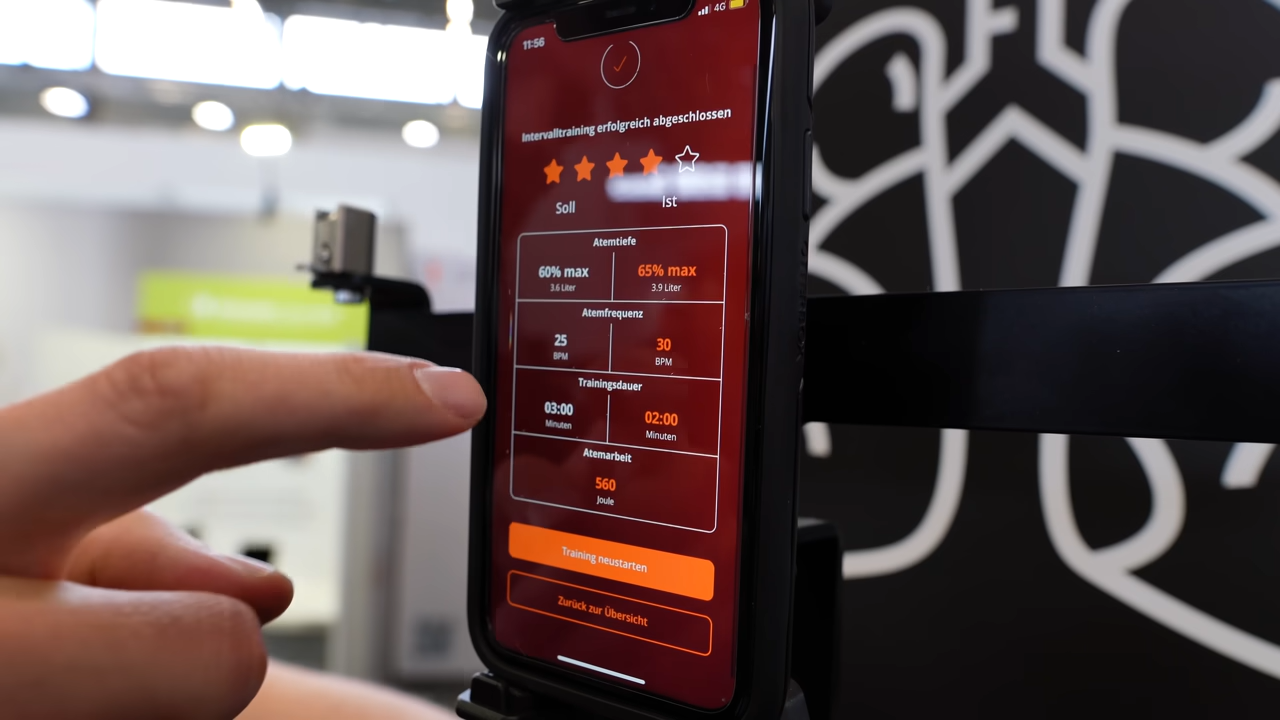 11:56
4G
Intervalltraining erfolgreich abgeschlossen
Soll Ist
Atemtiefe
60% max 65% max
3.6 Liter 3.9 Liter
Atemfrequenz
25 30
BPM BPM
Trainingsdauer
03:00 02:00
Minuten Minuten
Atemarbeit
560
Joule
Training neustarten
Zurück zur Übersicht